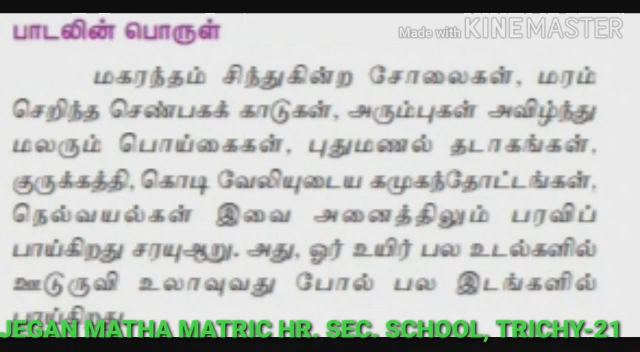 பாடலின் பொருள்
Made with KINEMASTER
மகரந்தம் சிந்துகின்ற சோலைகள், மரம்
செறிந்த செண்பகக் காடுகள், அரும்புகள் அவிழ்ந்து
மலரும் பொய்கைகள், புதுமணல் தடாகங்கள்,
குருக்கத்தி, கொடி வேலியுடைய கமுகந்தோட்டங்கள்,
நெல்வயல்கள் இவை அனைத்திலும் பரவிப்
பாய்கிறது சரயுஆறு. அது, ஓர் உயிர் பல உடல்களில்
ஊடுருவி உலாவுவது போல் பல இடங்களில்
பாய்கிறது
JEGAN MATHA MATRIC HR. SEC. SCHOOL, TRICHY-21